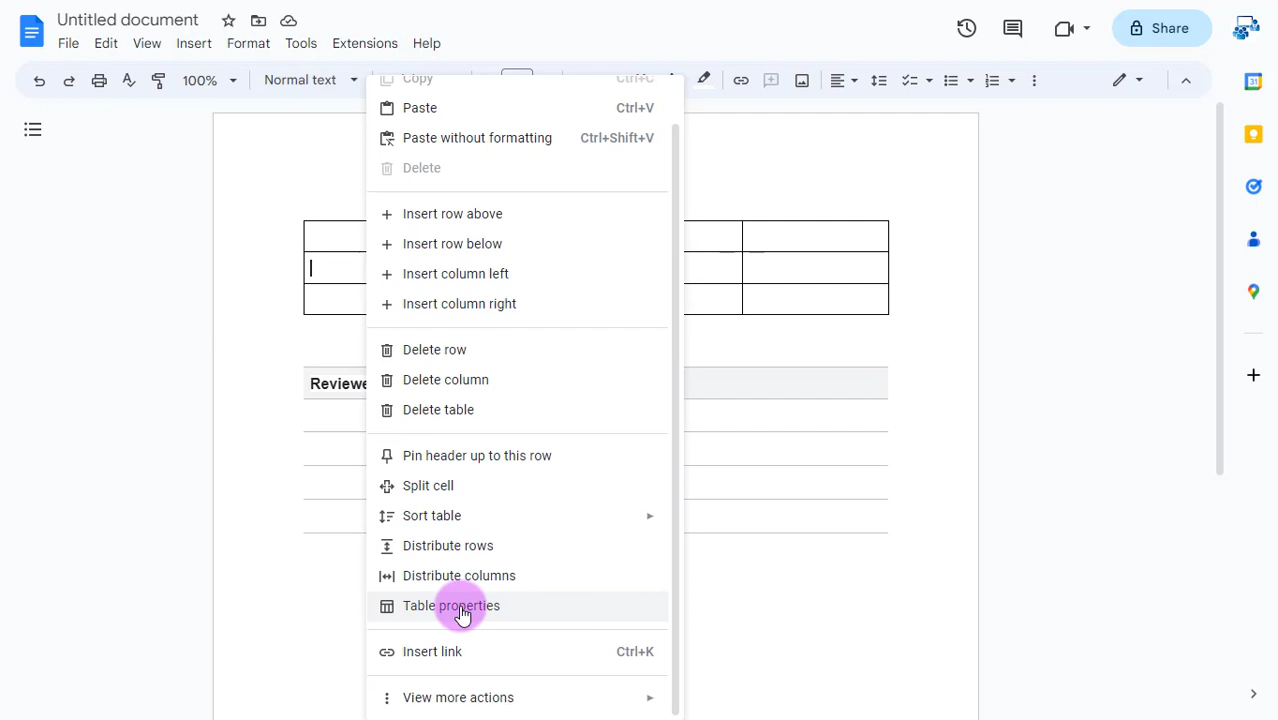 Untitled document
File Edit View Insert Format Tools Extensions Help
Share
100% Normal text
Copy Ctrl+C
Paste Ctrl+V
Paste without formatting Ctrl+Shift+V
Delete
Insert row above
Insert row below
Insert column left
Insert column right
Delete row
Reviewe
Delete column
Delete table
Pin header up to this row
Split cell
Sort table
Distribute rows
Distribute columns
Table properties
Insert link Ctrl+K
View more actions